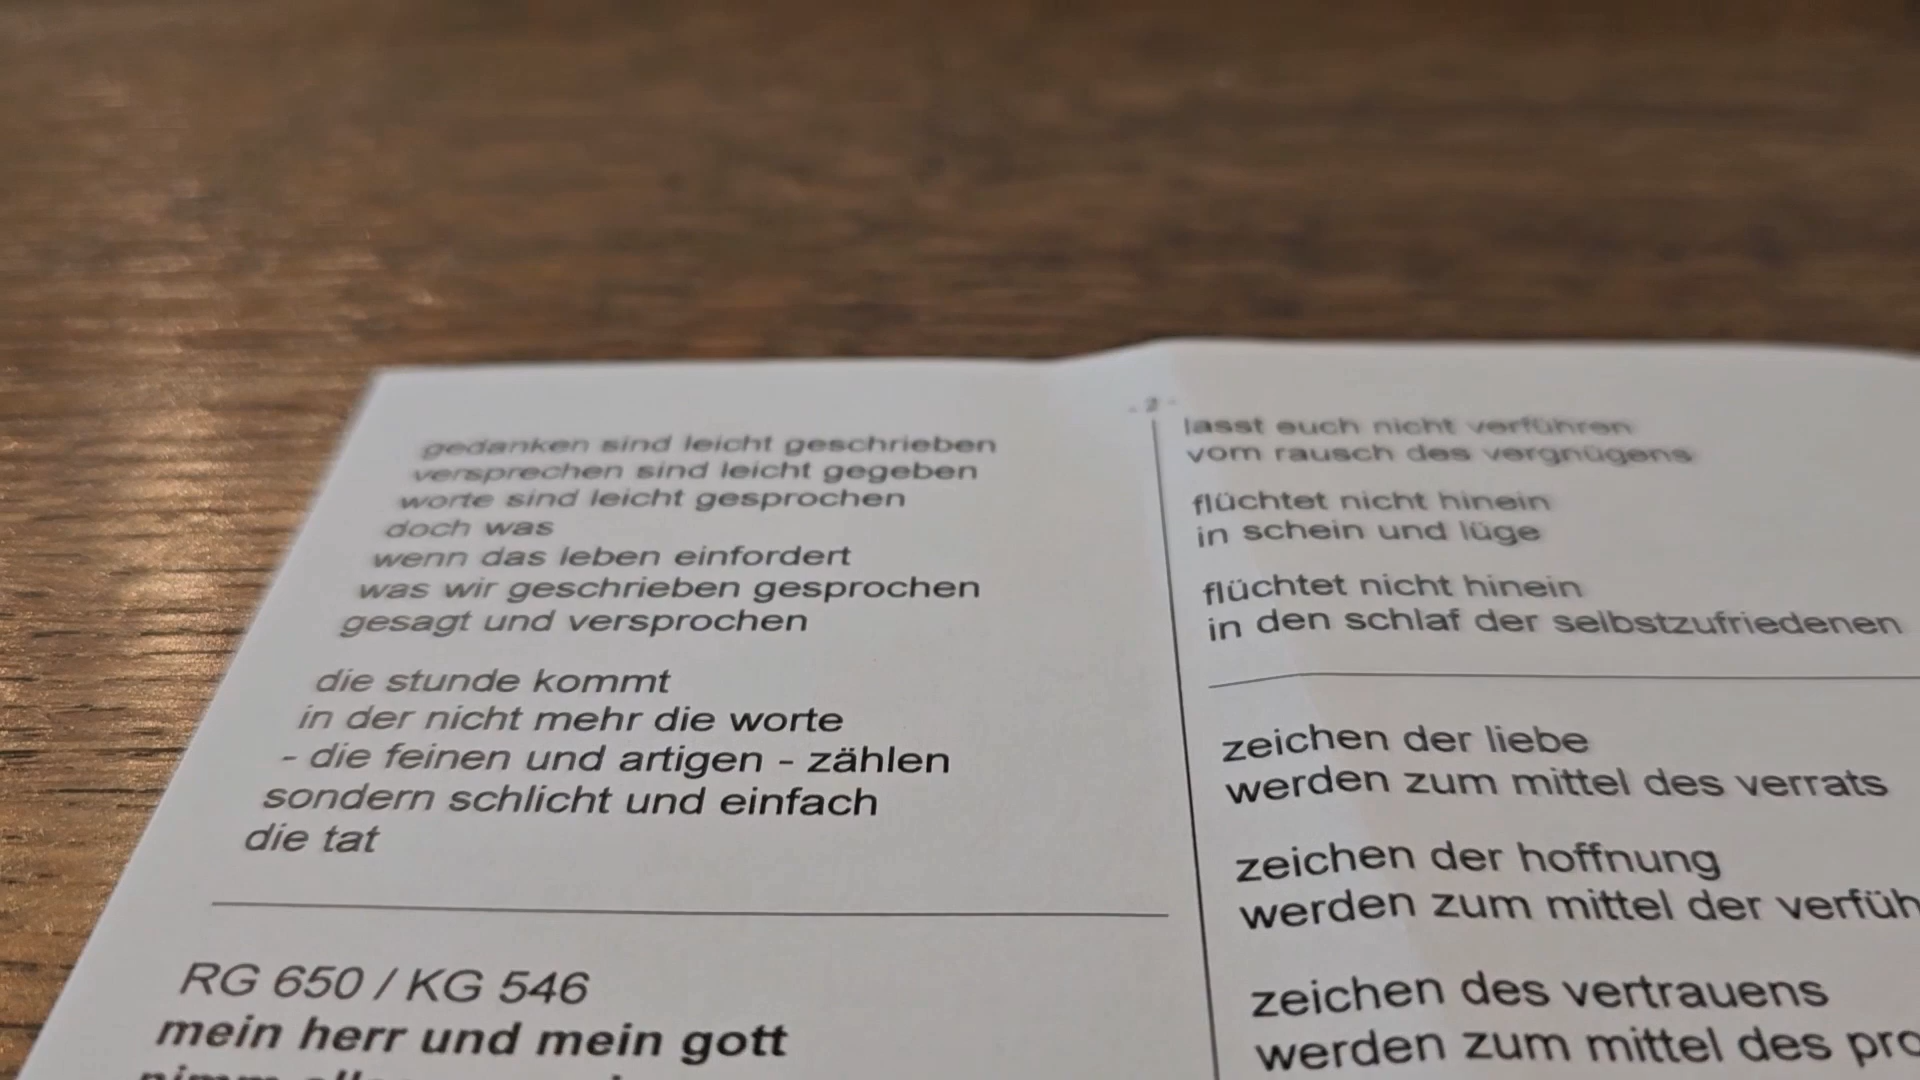 - 2 -
gedanken sind leicht geschrieben
versprechen sind leicht gegeben
worte sind leicht gesprochen
doch was
wenn das leben einfordert
was wir geschrieben gesprochen
gesagt und versprochen
die stunde kommt
in der nicht mehr die worte
- die feinen und artigen - zählen
sondern schlicht und einfach
die tat
RG 650 / KG 546
mein herr und mein gott
lasst euch nicht verführen
vom rausch des vergnügens
flüchtet nicht hinein
in schein und lüge
flüchtet nicht hinein
in den schlaf der selbstzufriedenen
zeichen der liebe
werden zum mittel des verrats
zeichen der hoffnung
werden zum mittel der verfüh
zeichen des vertrauens
werden zum mittel des pro